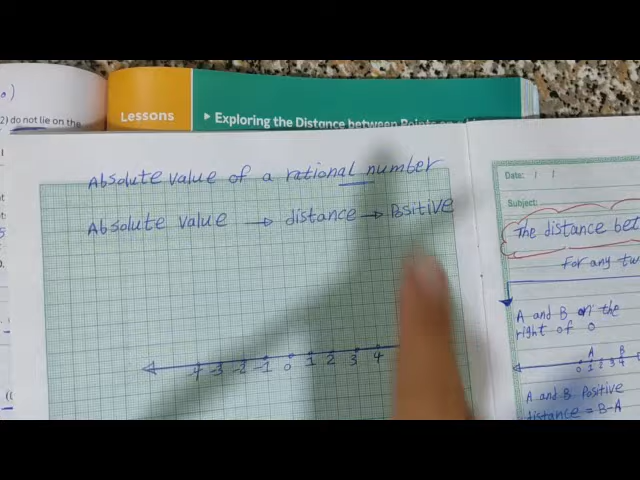 2) do not lie on the
Lessons
▸ Exploring the Distance between Points
Absolute value of a rational number
Absolute value → distance → Positive
-4 -3 -2 -1 0 1 2 3 4
Date: / /
Subject:
The distance bet
for any tw
A and B on the
right of 0
A B
0 1 2 3 4
A and B Positive
distance = B-A